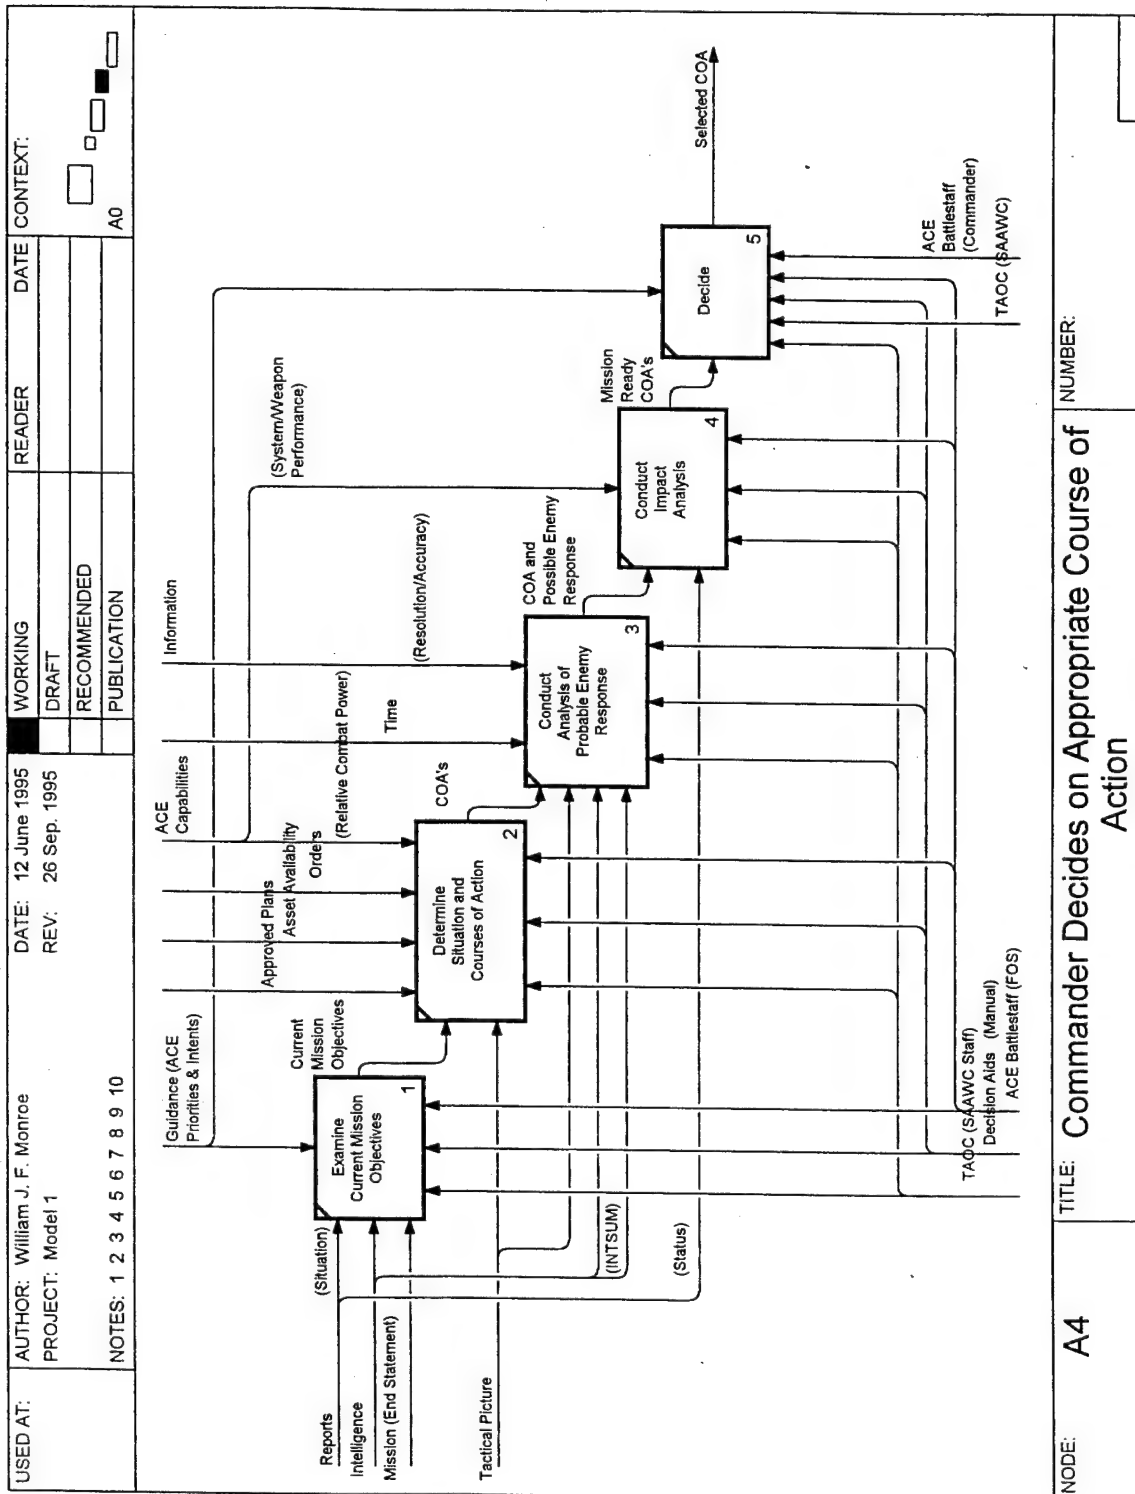 USED AT:
AUTHOR: William J. F. Monroe
PROJECT: Model 1
NOTES: 1 2 3 4 5 6 7 8 9 10
DATE: 12 June 1995
REV: 26 Sep. 1995
WORKING
DRAFT
RECOMMENDED
PUBLICATION
READER
DATE
CONTEXT:
A0
Guidance (ACE
Priorities & Intents)
Approved Plans
Asset Availability
Orders
ACE
Capabilities
(Relative Combat Power)
Time
Information
(Resolution/Accuracy)
(System/Weapon
Performance)
Reports
Intelligence
Mission (End Statement)
Tactical Picture
(Situation)
(INTSUM)
(Status)
Examine
Current Mission
Objectives
1
Current
Mission
Objectives
Determine
Situation and
Courses of Action
2
COA's
Conduct
Analysis of
Probable Enemy
Response
3
COA and
Possible Enemy
Response
Conduct
Impact
Analysis
4
Mission
Ready
COA's
Decide
5
Selected COA
TAOC (SAAWC Staff)
Decision Aids (Manual)
ACE Battlestaff (FOS)
TAOC (SAAWC)
ACE
Battlestaff
(Commander)
NODE: A4
TITLE: Commander Decides on Appropriate Course of
Action
NUMBER: